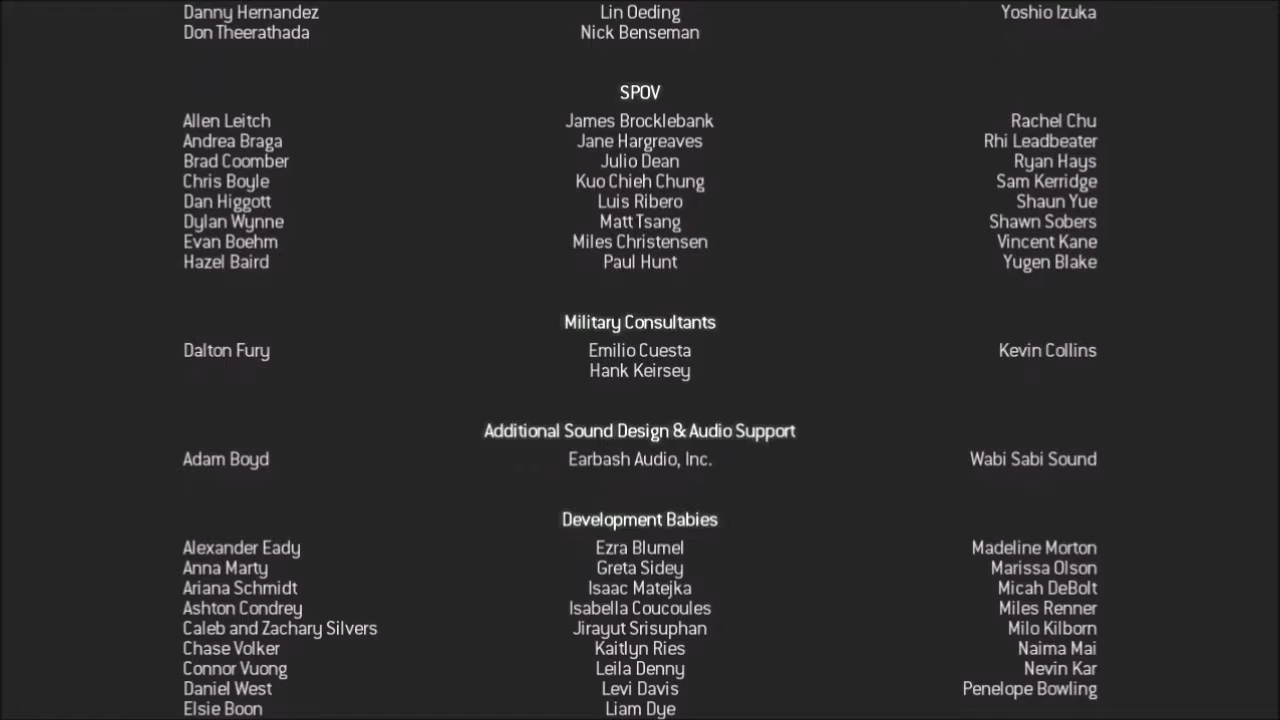 Danny Hernandez Lin Oeding Yoshio Izuka
Don Theerathada Nick Benseman
SPOV
Allen Leitch James Brocklebank Rachel Chu
Andrea Braga Jane Hargreaves Rhi Leadbeater
Brad Coomber Julio Dean Ryan Hays
Chris Boyle Kuo Chieh Chung Sam Kerridge
Dan Higgott Luis Ribero Shaun Yue
Dylan Wynne Matt Tsang Shawn Sobers
Evan Boehm Miles Christensen Vincent Kane
Hazel Baird Paul Hunt Yugen Blake
Military Consultants
Dalton Fury Emilio Cuesta Kevin Collins
Hank Keirsey
Additional Sound Design & Audio Support
Adam Boyd Earbash Audio, Inc. Wabi Sabi Sound
Development Babies
Alexander Eady Ezra Blumel Madeline Morton
Anna Marty Greta Sidey Marissa Olson
Ariana Schmidt Isaac Matejka Micah DeBolt
Ashton Condrey Isabella Coucoules Miles Renner
Caleb and Zachary Silvers Jirayut Srisuphan Milo Kilborn
Chase Volker Kaitlyn Ries Naima Mai
Connor Vuong Leila Denny Nevin Kar
Daniel West Levi Davis Penelope Bowling
Elsie Boon Liam Dye